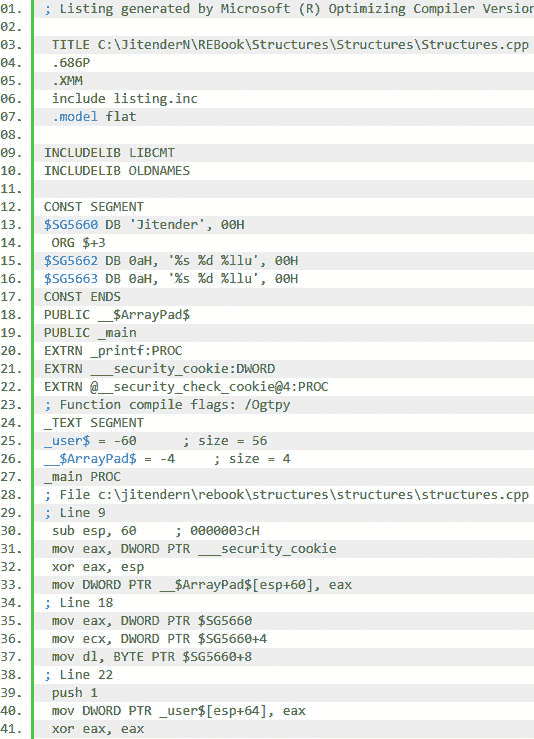 01. ; Listing generated by Microsoft (R) Optimizing Compiler Version
02.
03. TITLE C:\JitenderN\REBook\Structures\Structures\Structures.cpp
04. .686P
05. .XMM
06. include listing.inc
07. .model flat
08.
09. INCLUDELIB LIBCMT
10. INCLUDELIB OLDNAMES
11.
12. CONST SEGMENT
13. $SG5660 DB 'Jitender', 00H
14. ORG $+3
15. $SG5662 DB 0aH, '%s %d %llu', 00H
16. $SG5663 DB 0aH, '%s %d %llu', 00H
17. CONST ENDS
18. PUBLIC __$ArrayPad$
19. PUBLIC _main
20. EXTRN _printf:PROC
21. EXTRN ___security_cookie:DWORD
22. EXTRN @__security_check_cookie@4:PROC
23. ; Function compile flags: /Ogtpy
24. _TEXT SEGMENT
25. _user$ = -60 ; size = 56
26. __$ArrayPad$ = -4 ; size = 4
27. _main PROC
28. ; File c:\jitendern\rebook\structures\structures\structures.cpp
29. ; Line 9
30. sub esp, 60 ; 0000003cH
31. mov eax, DWORD PTR ___security_cookie
32. xor eax, esp
33. mov DWORD PTR __$ArrayPad$[esp+60], eax
34. ; Line 18
35. mov eax, DWORD PTR $SG5660
36. mov ecx, DWORD PTR $SG5660+4
37. mov dl, BYTE PTR $SG5660+8
38. ; Line 22
39. push 1
40. mov DWORD PTR _user$[esp+64], eax
41. xor eax, eax